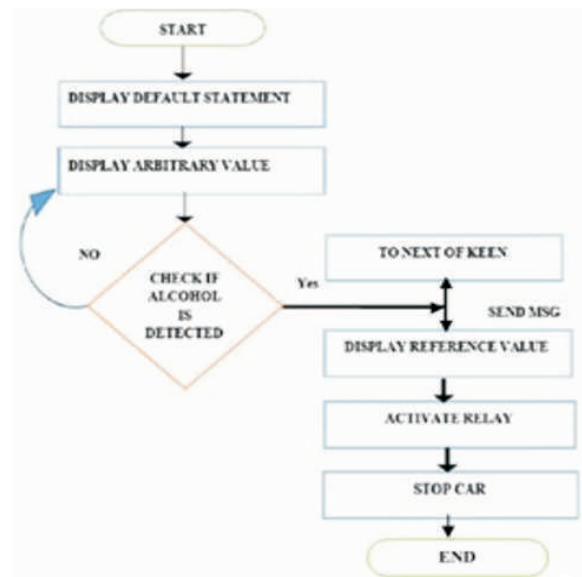 START
DISPLAY DEFAULT STATEMENT
DISPLAY ARBITRARY VALUE
NO
CHECK IF
ALCOHOL
IS
DETECTED
Yes
TO NEXT OF KEEN
SEND MSG
DISPLAY REFERENCE VALUE
ACTIVATE RELAY
STOP CAR
END